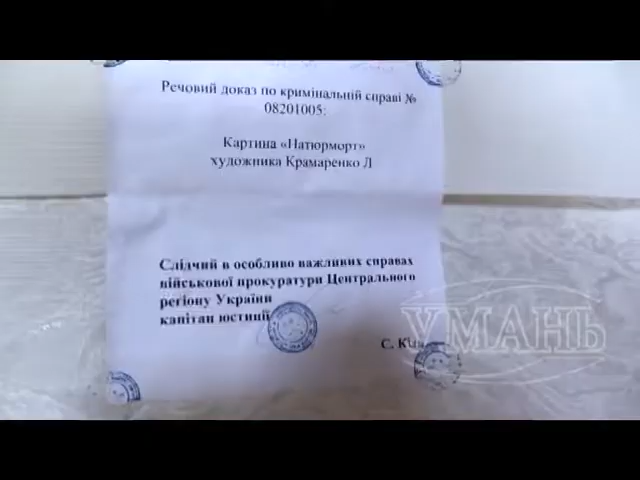 Речовий доказ по кримінальній справі №
08201005:
Картина «Натюрморт»
художника Крамаренко Л
Слідчий в особливо важливих справах
військової прокуратури Центрального
регіону України
капітан юстиції
С.
УМАНЬ